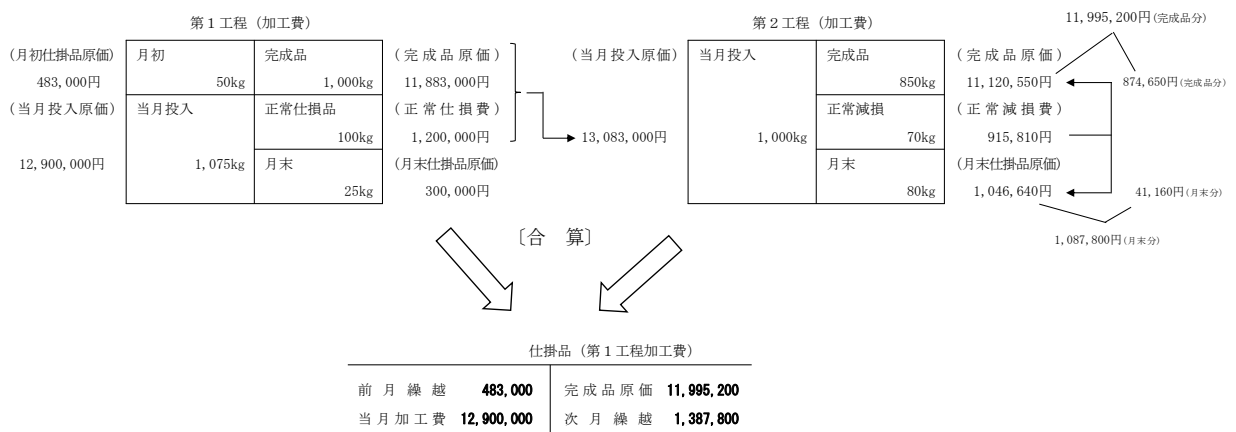 第1工程（加工費）
(月初仕掛品原価)
483,000円
(当月投入原価)
12,900,000円
月初
50kg
当月投入
1,075kg
完成品
1,000kg
正常仕損品
100kg
月末
25kg
(完成品原価)
11,883,000円
(正常仕損費)
1,200,000円
(月末仕掛品原価)
300,000円
第2工程（加工費）
(当月投入原価)
13,083,000円
当月投入
1,000kg
完成品
850kg
正常減損
70kg
月末
80kg
(完成品原価)
11,120,550円
(正常減損費)
915,810円
(月末仕掛品原価)
1,046,640円
11,995,200円(完成品分)
874,650円(完成品分)
41,160円(月末分)
1,087,800円(月末分)
〔合 算〕
仕掛品（第1工程加工費）
前月繰越 483,000 完成品原価 11,995,200
当月加工費 12,900,000 次月繰越 1,387,800